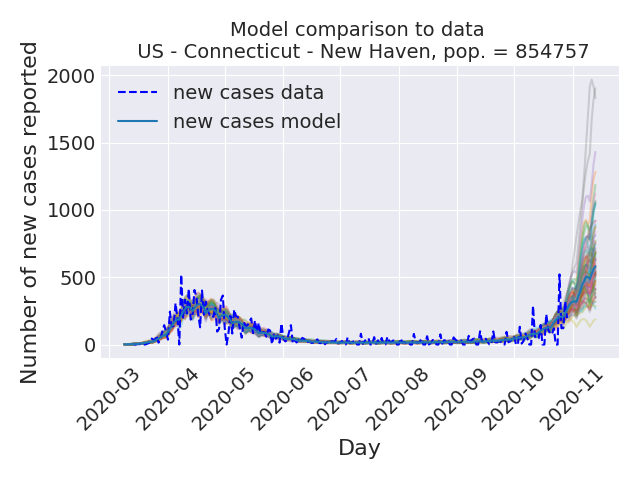 Model comparison to data
US - Connecticut - New Haven, pop. = 854757
Number of new cases reported
2000
1500
1000
500
0
new cases data
new cases model
2020-03
2020-04
2020-05
2020-06
2020-07
2020-08
2020-09
2020-10
2020-11
Day